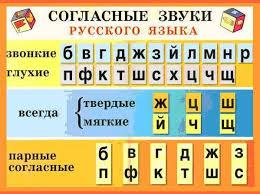 СОГЛАСНЫЕ ЗВУКИ
РУССКОГО ЯЗЫКА
звонкие б в г д ж з й л м н р
глухие п ф к т ш с х ц ч щ
всегда { твердые ж ц ш
мягкие й ч щ
парные б в г д ж з
согласные п ф к т ш с